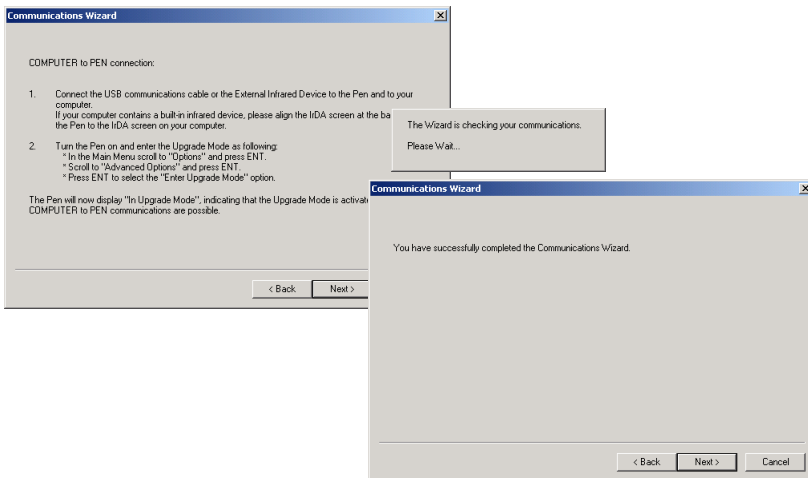 Communications Wizard
COMPUTER to PEN connection:
1. Connect the USB communications cable or the External Infrared Device to the Pen and to your
computer.
If your computer contains a built-in infrared device, please align the IrDA screen at the
the Pen to the IrDA screen on your computer.
2. Turn the Pen on and enter the Upgrade Mode as following:
* In the Main Menu scroll to "Options" and press ENT.
* Scroll to "Advanced Options" and press ENT.
* Press ENT to select the "Enter Upgrade Mode" option.
The Pen will now display "In Upgrade Mode", indicating that the Upgrade Mode is
COMPUTER to PEN communications are possible.
< Back Next >
The Wizard is checking your communications.
Please Wait...
Communications Wizard
You have successfully completed the Communications Wizard.
< Back Next > Cancel